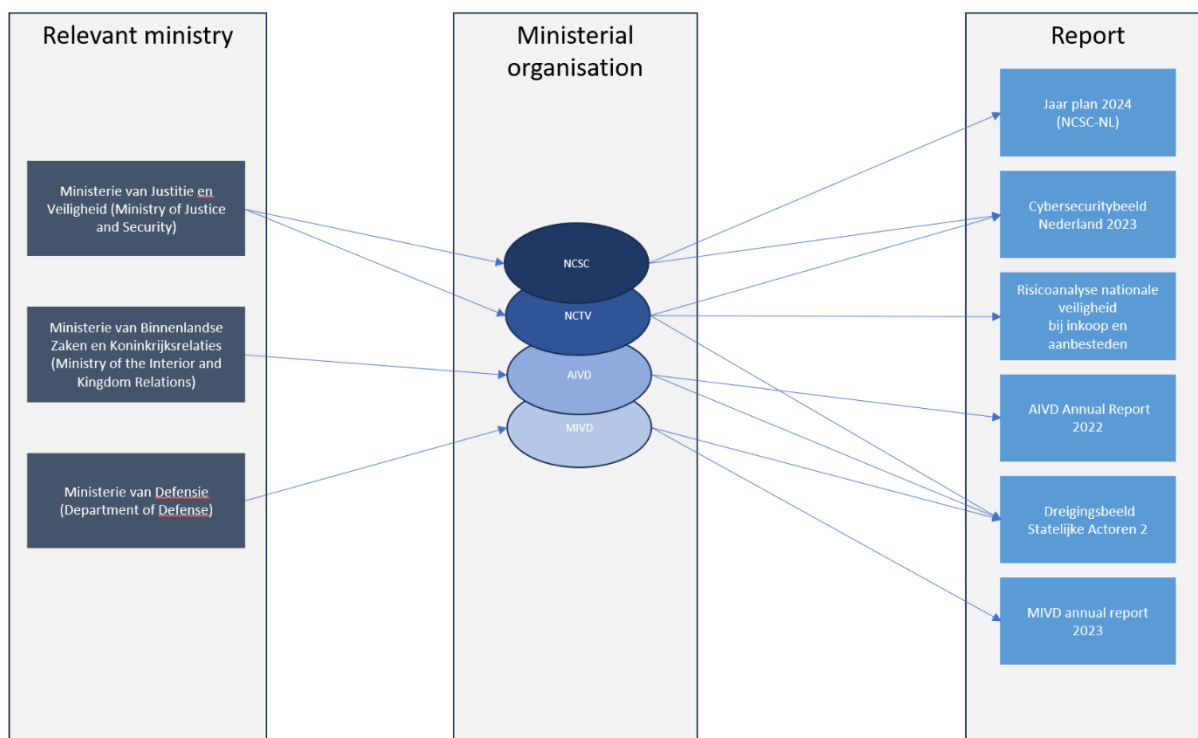 Relevant ministry
Ministerie van Justitie en
Veiligheid (Ministry of Justice
and Security)
Ministerie van Binnenlandse
Zaken en Koninkrijksrelaties
(Ministry of the Interior and
Kingdom Relations)
Ministerie van Defensie
(Department of Defense)
Ministerial
organisation
NCSC
NCTV
AIVD
MIVD
Report
Jaar plan 2024
(NCSC-NL)
Cybersecuritybeeld
Nederland 2023
Risicoanalyse nationale
veiligheid
bij inkoop en
aanbesteden
AIVD Annual Report
2022
Dreigingsbeeld
Statelijke Actoren 2
MIVD annual report
2023